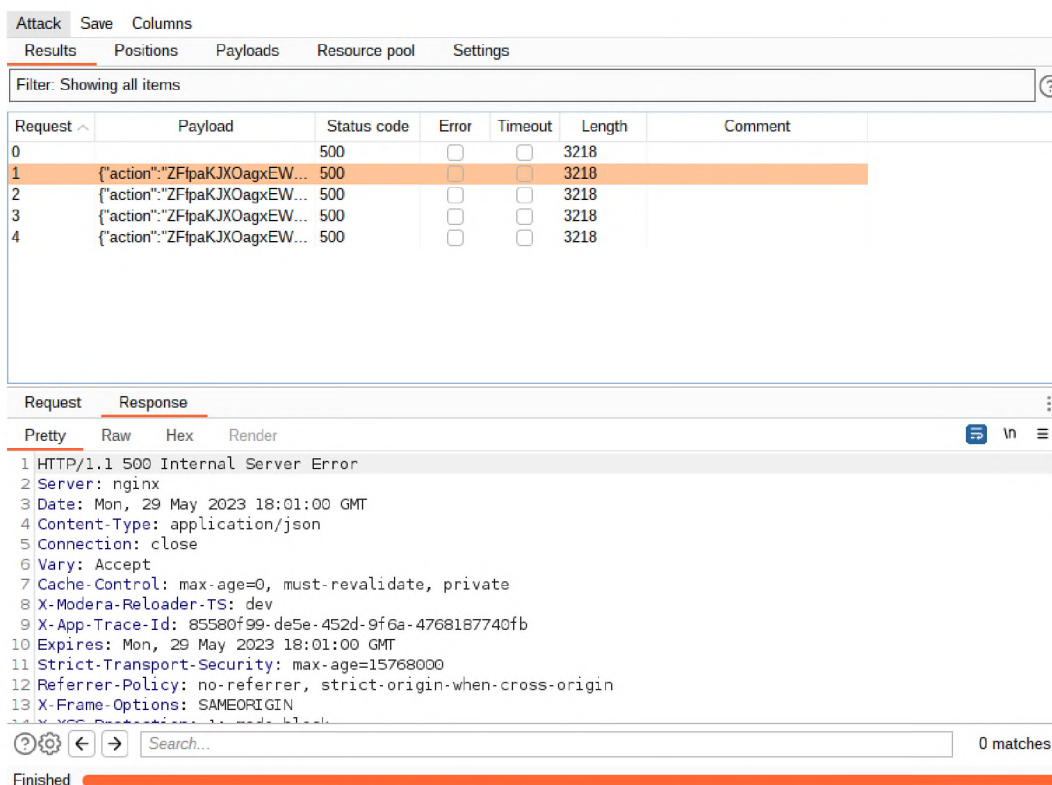 Attack Save Columns
Results Positions Payloads Resource pool Settings
Filter: Showing all items
Request Payload Status code Error Timeout Length Comment
0 500 3218
1 {"action":"ZFfpaKJXOagxEW... 500 3218
2 {"action":"ZFfpaKJXOagxEW... 500 3218
3 {"action":"ZFfpaKJXOagxEW... 500 3218
4 {"action":"ZFfpaKJXOagxEW... 500 3218
Request Response
Pretty Raw Hex Render \n
1 HTTP/1.1 500 Internal Server Error
2 Server: nginx
3 Date: Mon, 29 May 2023 18:01:00 GMT
4 Content-Type: application/json
5 Connection: close
6 Vary: Accept
7 Cache-Control: max-age=0, must-revalidate, private
8 X-Modera-Reloader-TS: dev
9 X-App-Trace-Id: 85580f99-de5e-452d-9f6a-4768187740fb
10 Expires: Mon, 29 May 2023 18:01:00 GMT
11 Strict-Transport-Security: max-age=15768000
12 Referrer-Policy: no-referrer, strict-origin-when-cross-origin
13 X-Frame-Options: SAMEORIGIN
Search... 0 matches
Finished